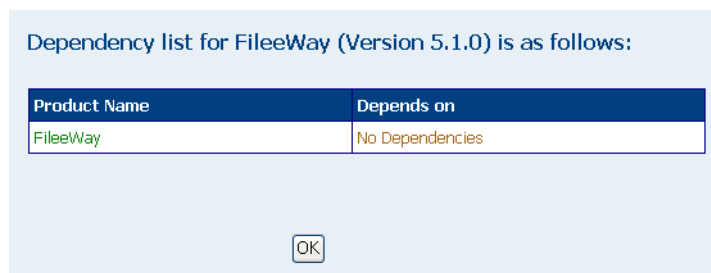 Dependency list for FileeWay (Version 5.1.0) is as follows:
Product Name Depends on
FileeWay No Dependencies
OK